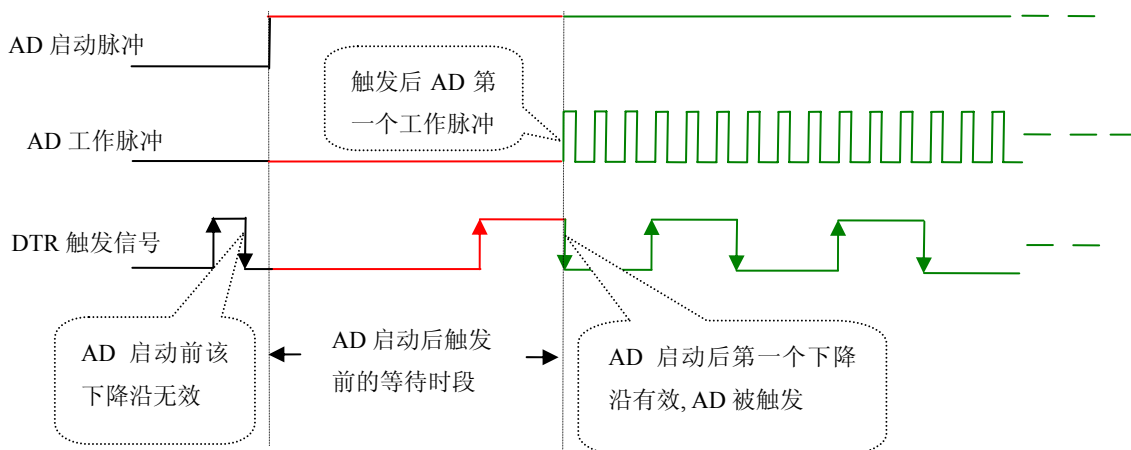 AD 启动脉冲
触发后 AD 第
一个工作脉冲
AD 工作脉冲
DTR 触发信号
AD 启动前该
下降沿无效
AD 启动后触发
前的等待时段
AD 启动后第一个下降
沿有效, AD 被触发